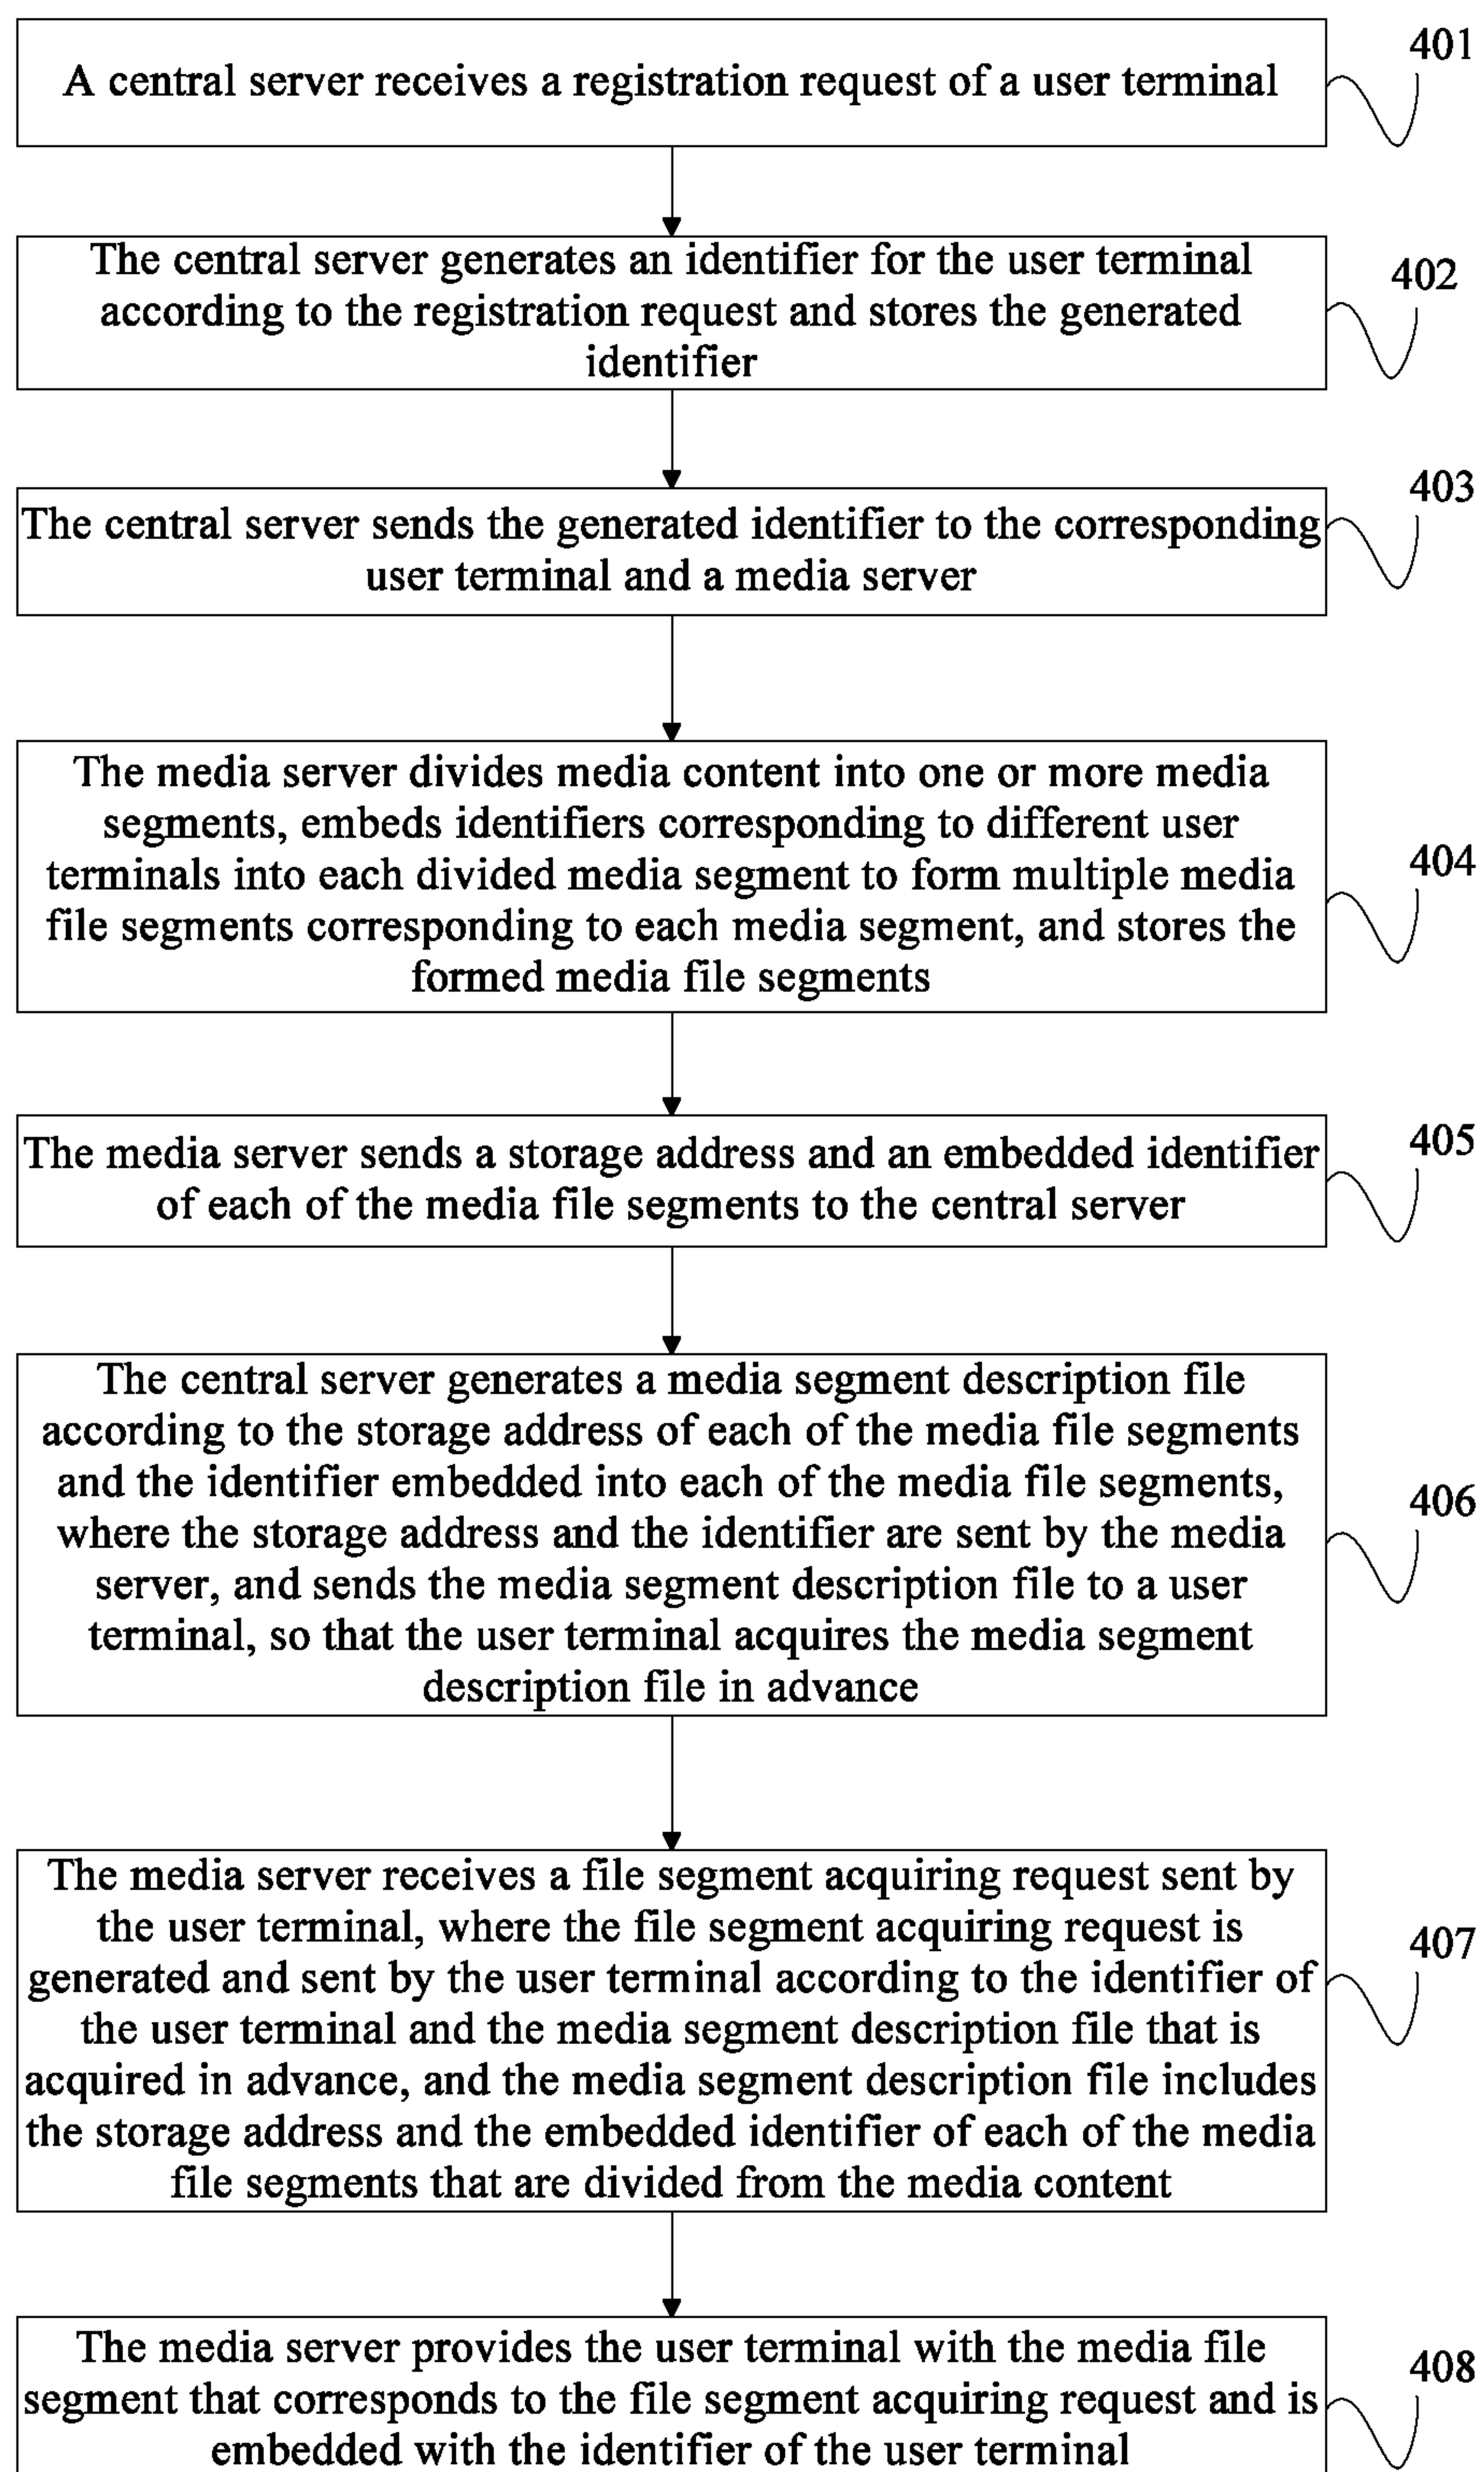 401
A central server receives a registration request of a user terminal
The central server generates an identifier for the user terminal
according to the registration request and stores the generated
identifier
402
The central server sends the generated identifier to the corresponding
user terminal and a media server
403
The media server divides media content into one or more media
segments, embeds identifiers corresponding to different user
terminals into each divided media segment to form multiple media
file segments corresponding to each media segment, and stores the
formed media file segments
404
The media server sends a storage address and an embedded identifier
of each of the media file segments to the central server
405
The central server generates a media segment description file
according to the storage address of each of the media file segments
and the identifier embedded into each of the media file segments,
where the storage address and the identifier are sent by the media
server, and sends the media segment description file to a user
terminal, so that the user terminal acquires the media segment
description file in advance
406
The media server receives a file segment acquiring request sent by
the user terminal, where the file segment acquiring request is
generated and sent by the user terminal according to the identifier of
the user terminal and the media segment description file that is
acquired in advance, and the media segment description file includes
the storage address and the embedded identifier of each of the media
file segments that are divided from the media content
407
The media server provides the user terminal with the media file
segment that corresponds to the file segment acquiring request and is
embedded with the identifier of the user terminal
408